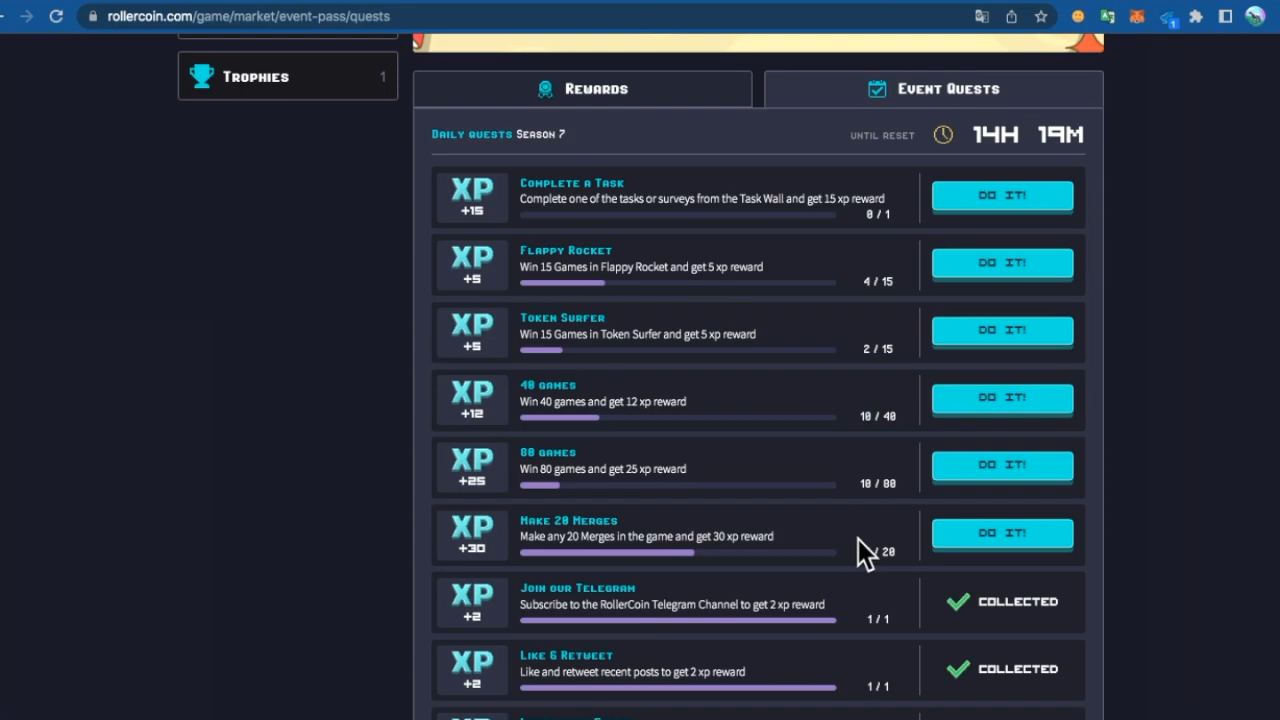 rollercoin.com/game/market/event-pass/quests
Trophies 1
Rewards
Event Quests
Daily quests Season 7
UNTIL RESET 14H 19M
XP +15
Complete a Task
Complete one of the tasks or surveys from the Task Wall and get 15 xp reward
0 / 1
DO IT!
XP +5
Flappy Rocket
Win 15 Games in Flappy Rocket and get 5 xp reward
4 / 15
DO IT!
XP +5
Token Surfer
Win 15 Games in Token Surfer and get 5 xp reward
2 / 15
DO IT!
XP +12
40 games
Win 40 games and get 12 xp reward
10 / 40
DO IT!
XP +25
80 games
Win 80 games and get 25 xp reward
10 / 80
DO IT!
XP +30
Make 20 Merges
Make any 20 Merges in the game and get 30 xp reward
/ 20
DO IT!
XP +2
Join our Telegram
Subscribe to the RollerCoin Telegram Channel to get 2 xp reward
1 / 1
COLLECTED
XP +2
Like & Retweet
Like and retweet recent posts to get 2 xp reward
1 / 1
COLLECTED